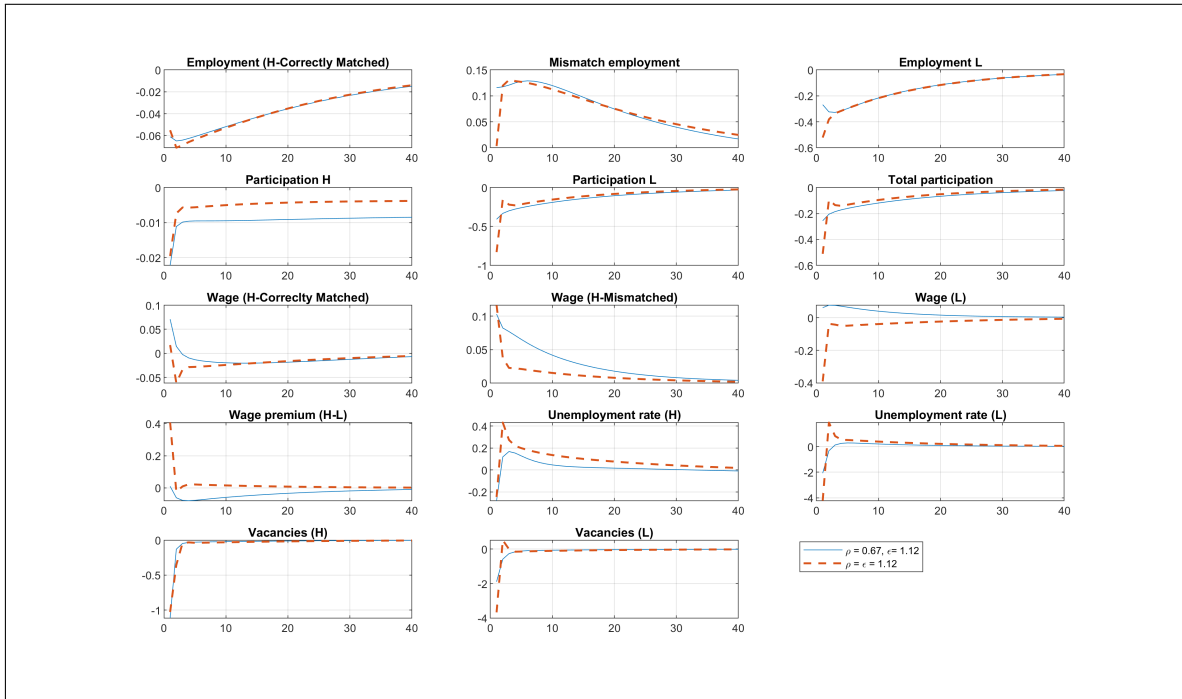 Employment (H-Correctly Matched)
0
-0.02
-0.04
-0.06
0 10 20 30 40
Mismatch employment
0.15
0.1
0.05
0
0 10 20 30 40
Employment L
0
-0.2
-0.4
-0.6
0 10 20 30 40
Participation H
0
-0.01
-0.02
0 10 20 30 40
Participation L
0
-0.5
-1
0 10 20 30 40
Total participation
0
-0.2
-0.4
-0.6
0 10 20 30 40
Wage (H-Correclty Matched)
0.1
0.05
0
-0.05
0 10 20 30 40
Wage (H-Mismatched)
0.1
0.05
0
0 10 20 30 40
Wage (L)
0
-0.2
-0.4
0 10 20 30 40
Wage premium (H-L)
0.4
0.2
0
0 10 20 30 40
Unemployment rate (H)
0.4
0.2
0
-0.2
0 10 20 30 40
Unemployment rate (L)
0
-2
-4
0 10 20 30 40
Vacancies (H)
0
-0.5
-1
0 10 20 30 40
Vacancies (L)
0
-2
-4
0 10 20 30 40
ρ = 0.67, ϵ= 1.12
ρ = ϵ = 1.12